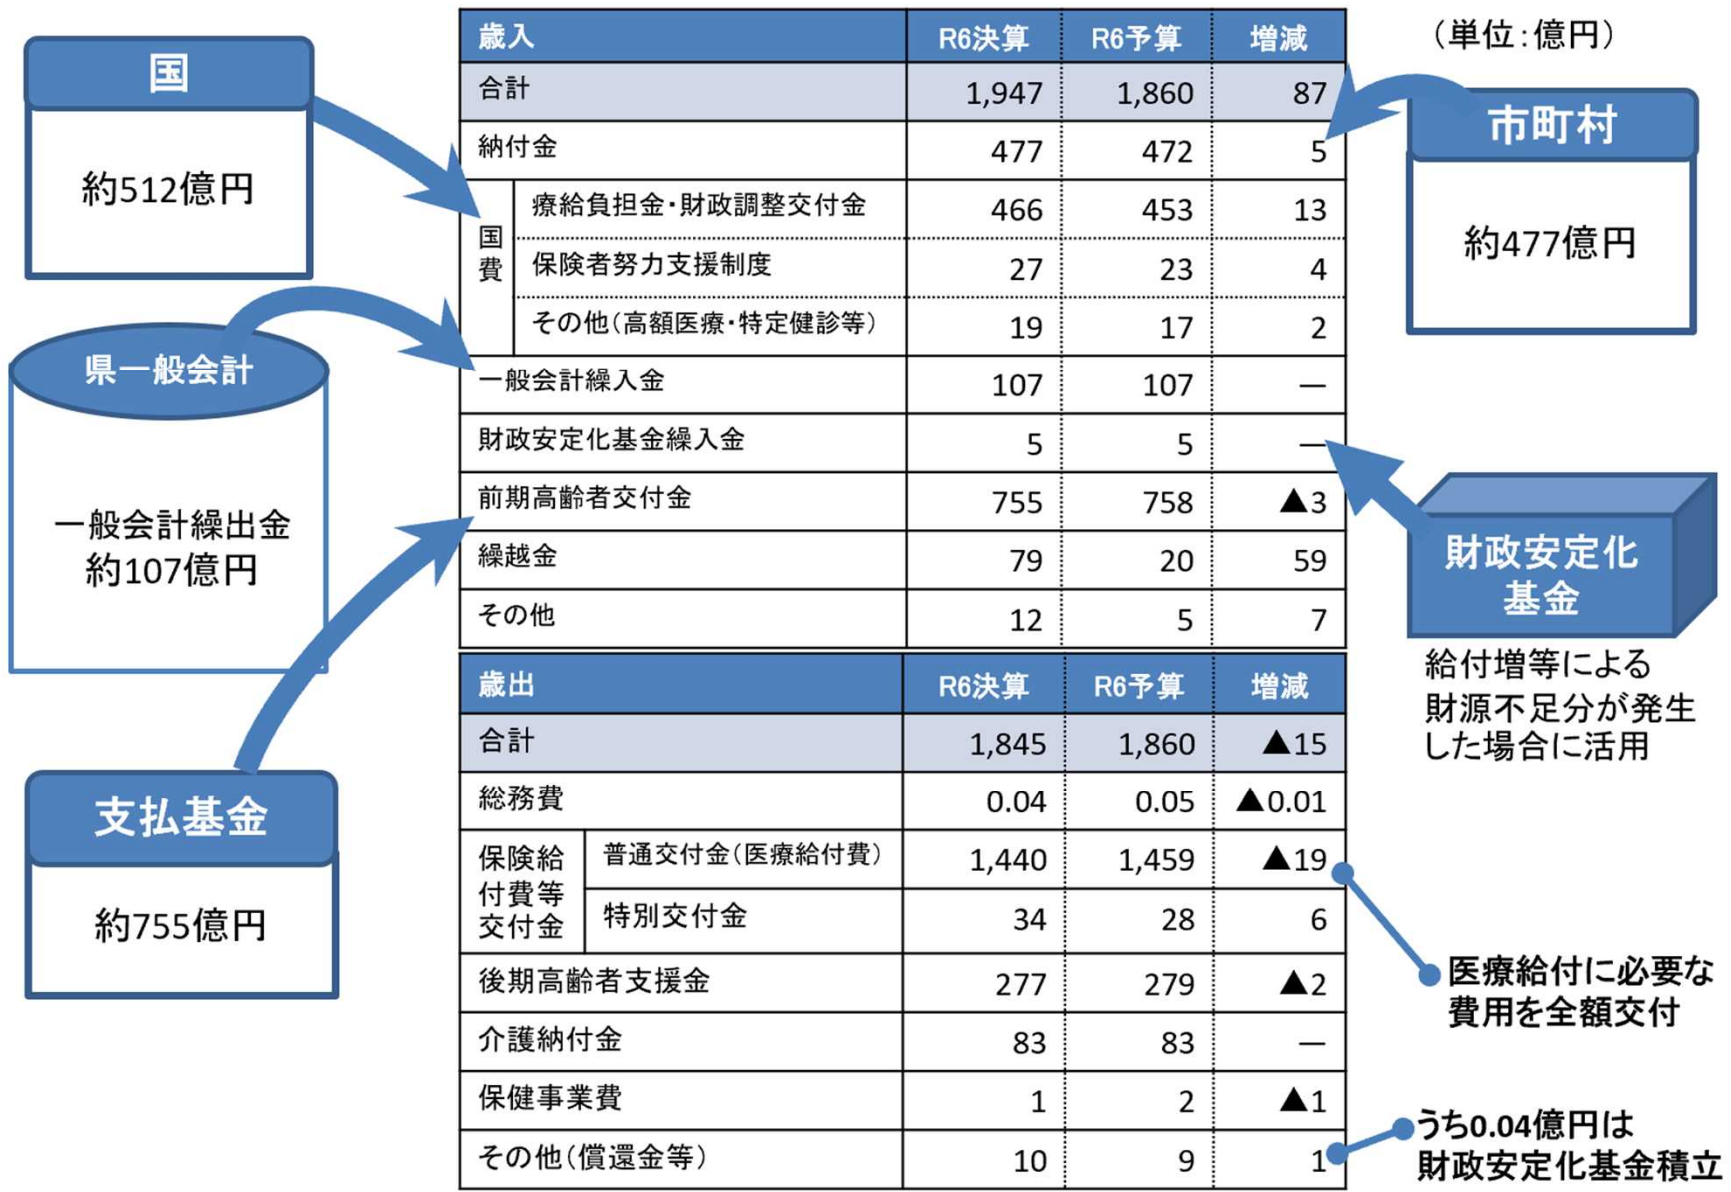 (単位:億円)
国
約512億円
県一般会計
一般会計繰出金
約107億円
支払基金
約755億円
歳入 R6決算 R6予算 増減
合計 1,947 1,860 87
納付金 477 472 5
国費
療給負担金・財政調整交付金 466 453 13
保険者努力支援制度 27 23 4
その他(高額医療・特定健診等) 19 17 2
一般会計繰入金 107 107 ―
財政安定化基金繰入金 5 5 ―
前期高齢者交付金 755 758 ▲3
繰越金 79 20 59
その他 12 5 7
歳出 R6決算 R6予算 増減
合計 1,845 1,860 ▲15
総務費 0.04 0.05 ▲0.01
保険給
付費等
交付金
普通交付金(医療給付費) 1,440 1,459 ▲19
特別交付金 34 28 6
後期高齢者支援金 277 279 ▲2
介護納付金 83 83 ―
保健事業費 1 2 ▲1
その他(償還金等) 10 9 1
市町村
約477億円
財政安定化
基金
給付増等による
財源不足分が発生
した場合に活用
医療給付に必要な
費用を全額交付
うち0.04億円は
財政安定化基金積立